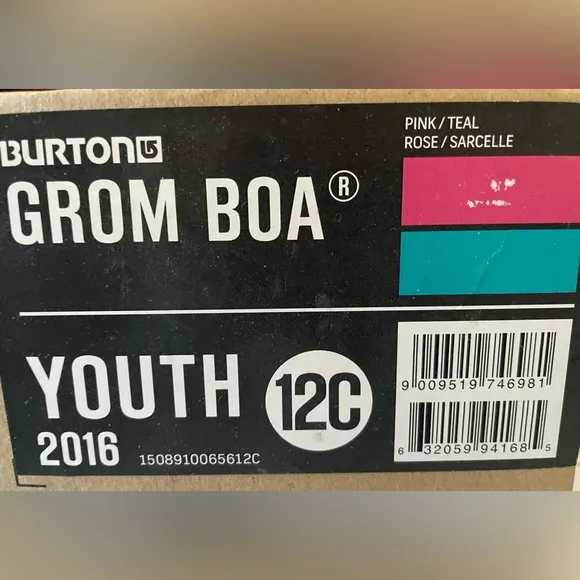 BURTON
GROM BOA®
PINK / TEAL
ROSE / SARCELLE
YOUTH 12C
2016 1508910065612C
9 009519 746981
6 32059 94168 5